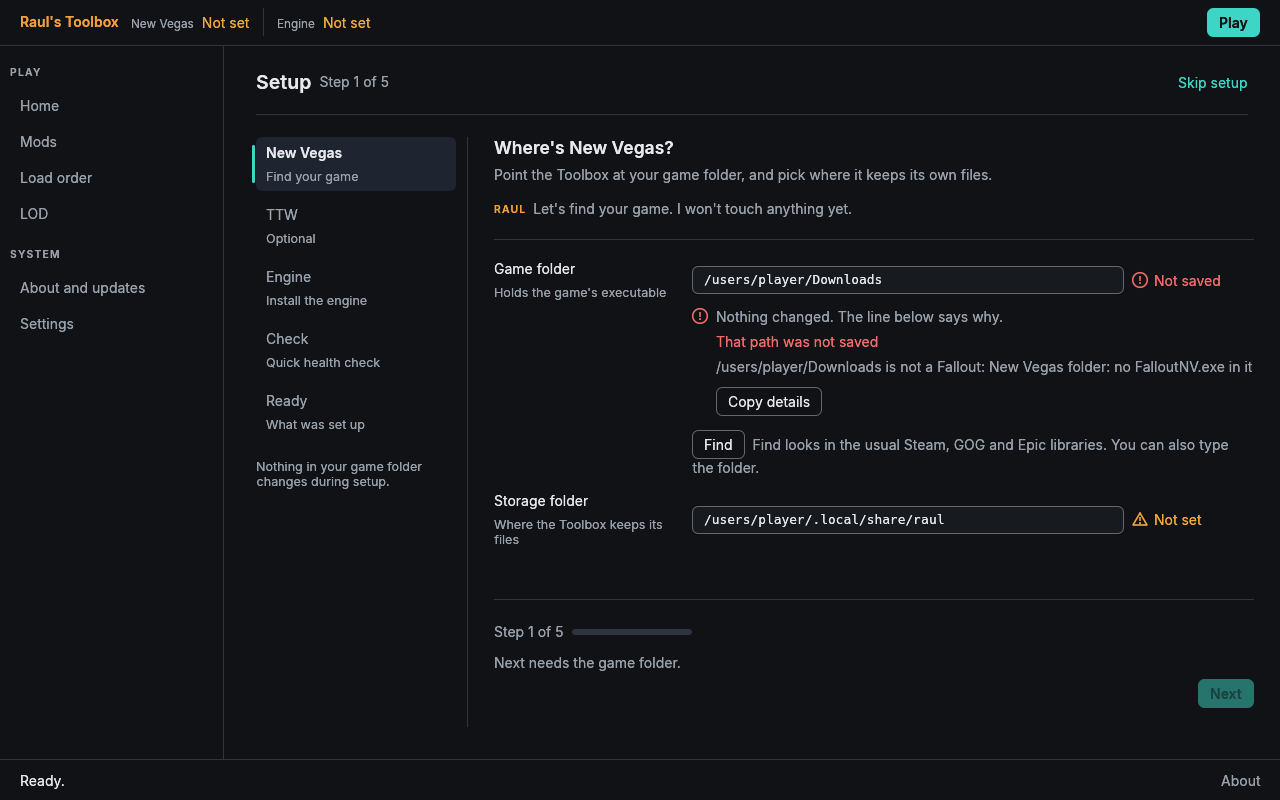 Raul's Toolbox New Vegas Not set Engine Not set Play
PLAY
Home
Mods
Load order
LOD
SYSTEM
About and updates
Settings
Setup Step 1 of 5 Skip setup
New Vegas
Find your game
TTW
Optional
Engine
Install the engine
Check
Quick health check
Ready
What was set up
Nothing in your game folder
changes during setup.
Where's New Vegas?
Point the Toolbox at your game folder, and pick where it keeps its own files.
RAUL Let's find your game. I won't touch anything yet.
Game folder
Holds the game's executable
/users/player/Downloads Not saved
Nothing changed. The line below says why.
That path was not saved
/users/player/Downloads is not a Fallout: New Vegas folder: no FalloutNV.exe in it
Copy details
Find Find looks in the usual Steam, GOG and Epic libraries. You can also type
the folder.
Storage folder
Where the Toolbox keeps its
files
/users/player/.local/share/raul Not set
Step 1 of 5
Next needs the game folder.
Next
Ready. About